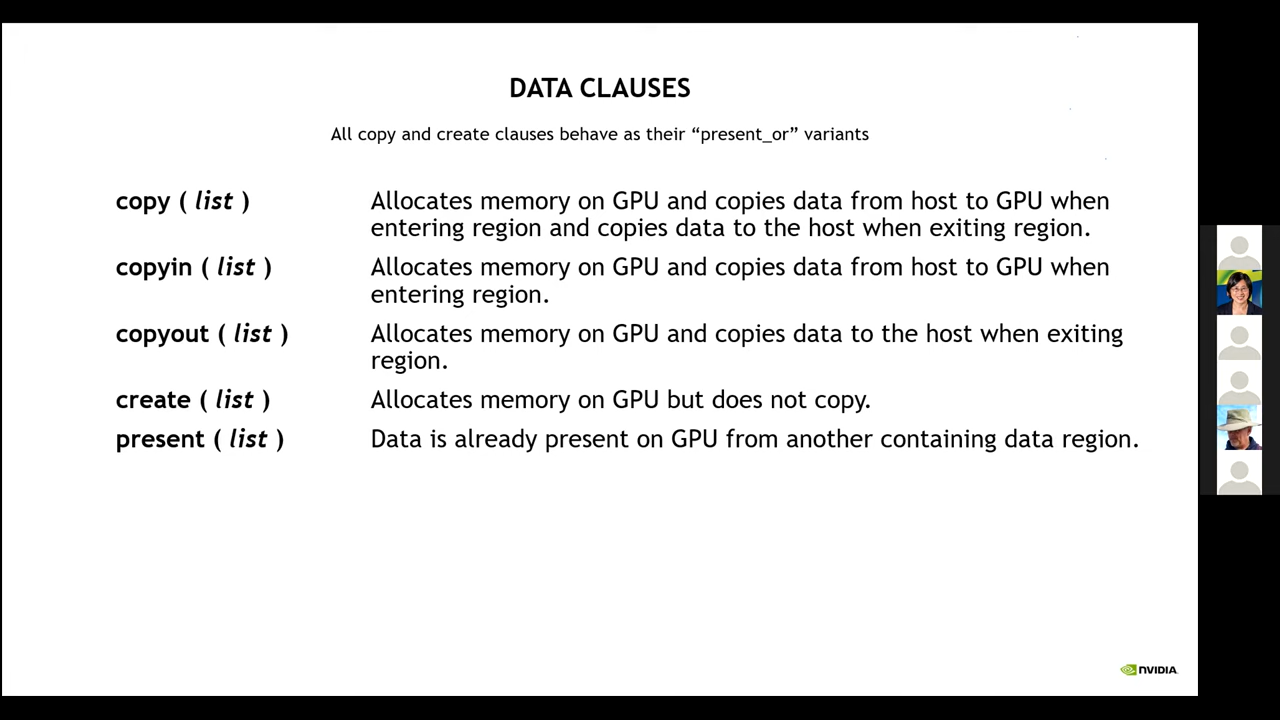 DATA CLAUSES
All copy and create clauses behave as their “present_or” variants
copy ( list ) Allocates memory on GPU and copies data from host to GPU when
entering region and copies data to the host when exiting region.
copyin ( list ) Allocates memory on GPU and copies data from host to GPU when
entering region.
copyout ( list ) Allocates memory on GPU and copies data to the host when exiting
region.
create ( list ) Allocates memory on GPU but does not copy.
present ( list ) Data is already present on GPU from another containing data region.
NVIDIA